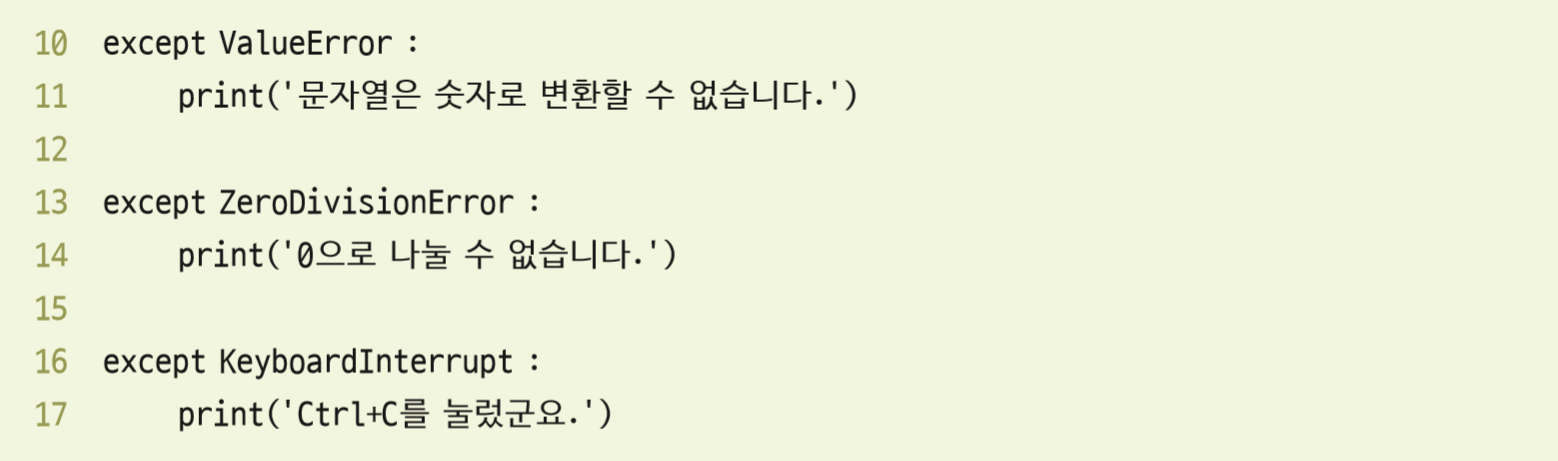 10 except ValueError :
11 print('문자열은 숫자로 변환할 수 없습니다.')
12
13 except ZeroDivisionError :
14 print('0으로 나눌 수 없습니다.')
15
16 except KeyboardInterrupt :
17 print('Ctrl+C를 눌렀군요.')